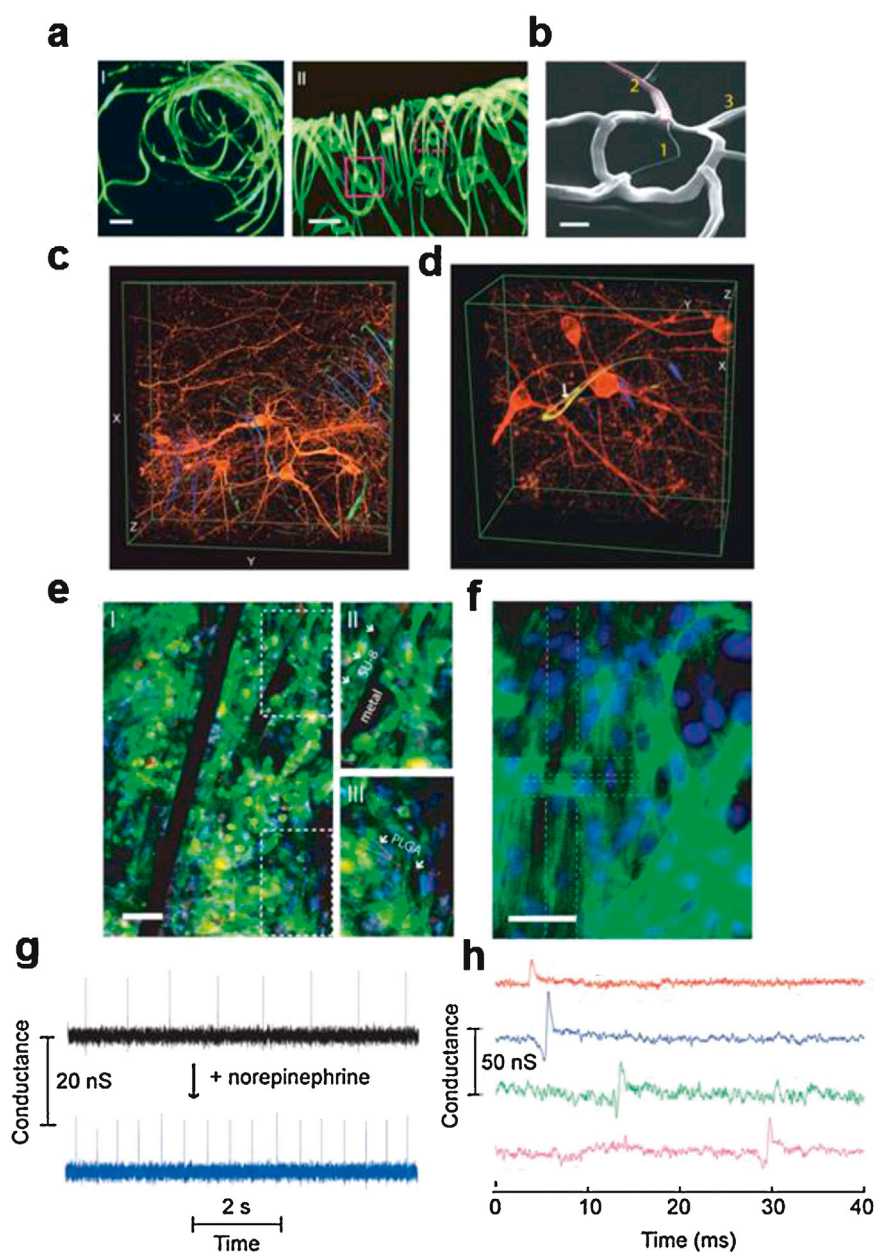 a
I
II
b
2
3
1
c
X
Z
Y
d
Y
Z
X
e
I
II
SU-8
metal
III
PLGA
f
g
Conductance
20 nS
+ norepinephrine
2 s
Time
h
Conductance
50 nS
0 10 20 30 40
Time (ms)